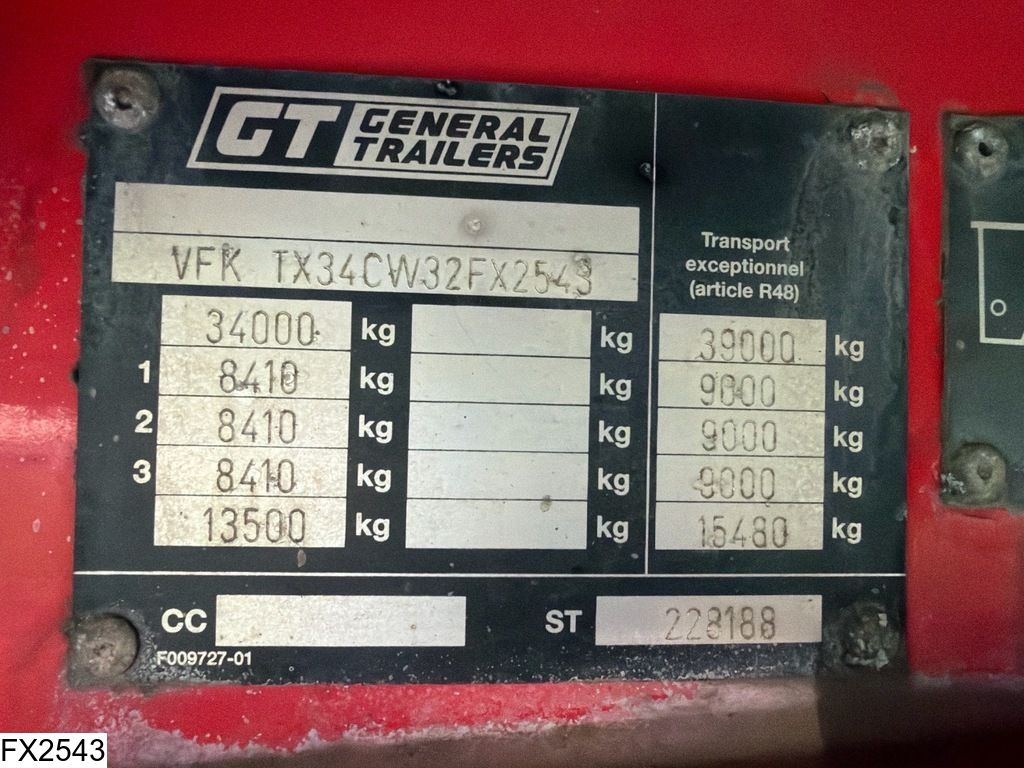 GT GENERAL TRAILERS
VFK TX34CW32FX2543
Transport
exceptionnel
(article R48)
34000 kg kg 39000 kg
1 8410 kg kg 9000 kg
2 8410 kg kg 9000 kg
3 8410 kg kg 9000 kg
13500 kg kg 15480 kg
CC ST 228188
F009727-01
FX2543